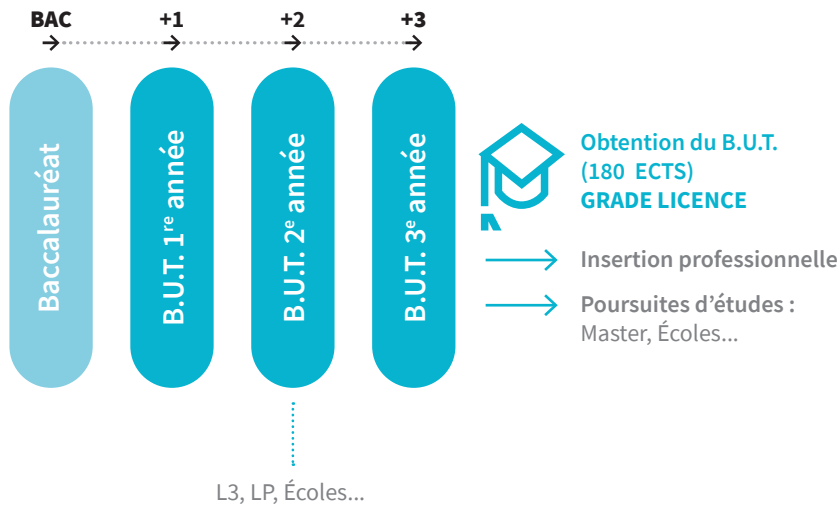 BAC +1 +2 +3
Baccalauréat
B.U.T. 1re année
B.U.T. 2e année
B.U.T. 3e année
Obtention du B.U.T.
(180 ECTS)
GRADE LICENCE
Insertion professionnelle
Poursuites d'études :
Master, Écoles...
L3, LP, Écoles...